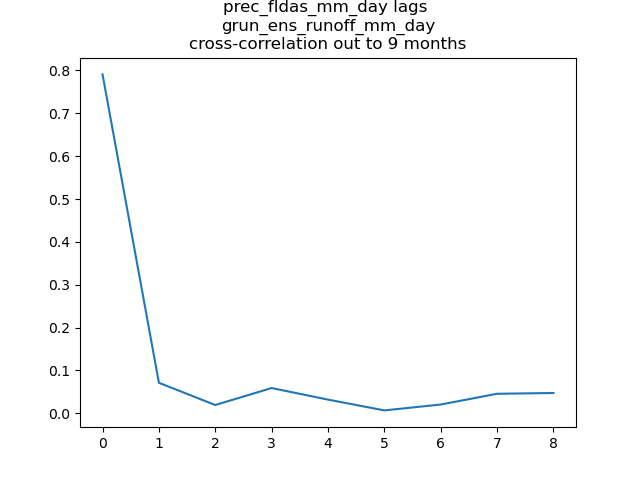 prec_fldas_mm_day lags
grun_ens_runoff_mm_day
cross-correlation out to 9 months
0.8
0.7
0.6
0.5
0.4
0.3
0.2
0.1
0.0
0 1 2 3 4 5 6 7 8